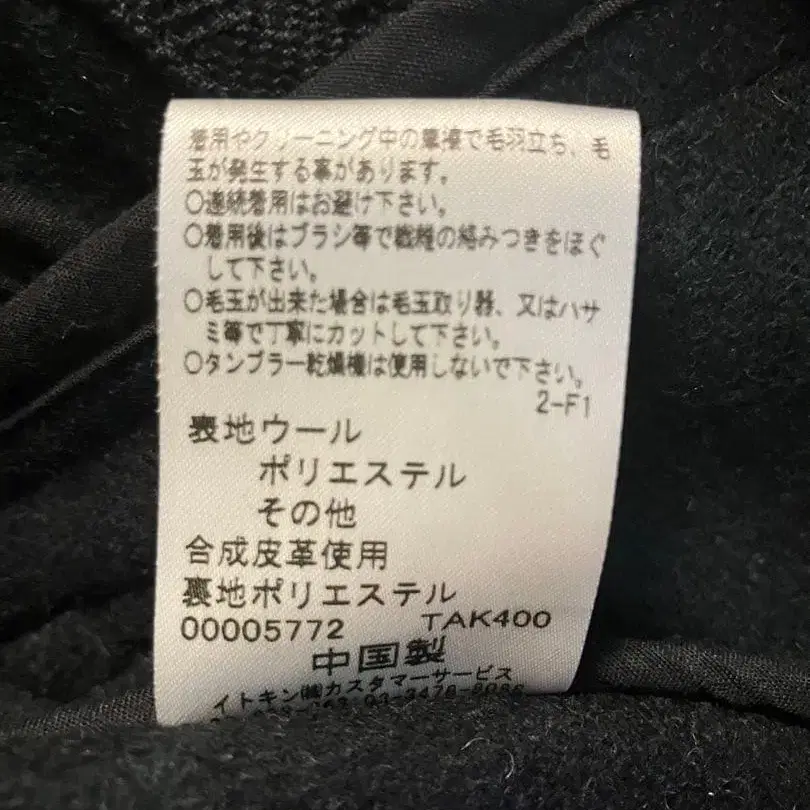 着用やクリーニング中の摩擦で毛羽立ち、毛
玉が発生する事があります。
○連続着用はお避け下さい。
○着用後はブラシ等で繊維の絡みつきをほぐ
して下さい。
○毛玉が出来た場合は毛玉取り器、又はハサ
ミ等で丁寧にカットして下さい。
○タンブラー乾燥機は使用しないで下さい。
2-F1
表地ウール
ポリエステル
その他
合成皮革使用
裏地ポリエステル
00005772 TAK400
中国製
イトキン㈱カスタマーサービス